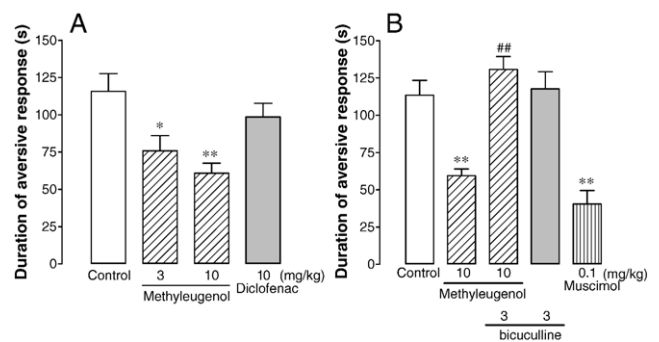 A
Duration of aversive response (s)
150
125
100
75
50
25
0
*
**
Control
3
10
10
(mg/kg)
Methyleugenol
Diclofenac
B
Duration of aversive response (s)
150
125
100
75
50
25
0
**
##
**
Control
10
10
0.1 (mg/kg)
Methyleugenol
Muscimol
3
3
bicuculline